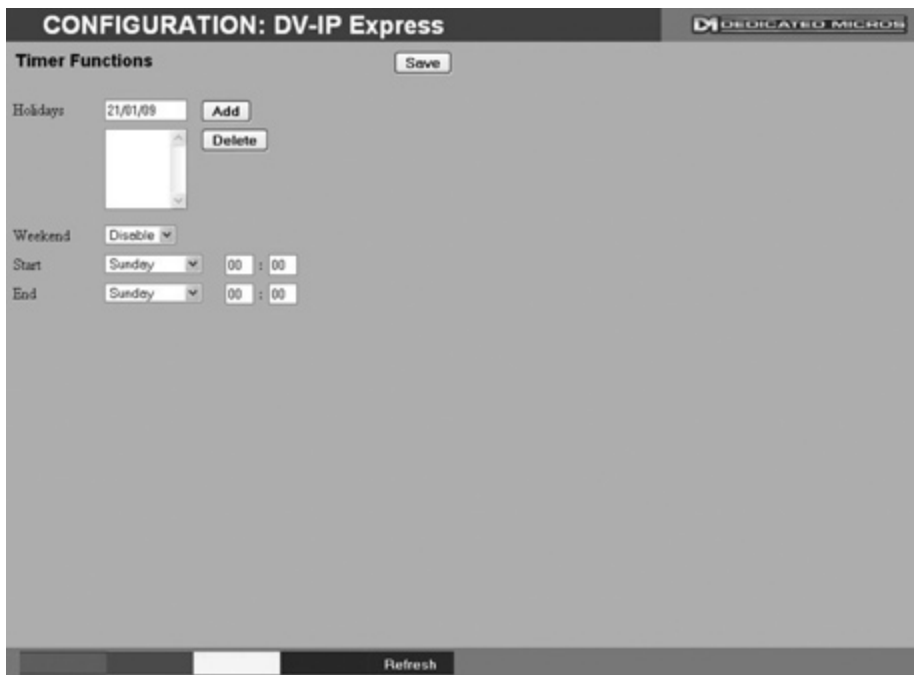 CONFIGURATION: DV-IP Express
DEDICATED MICROS
Timer Functions
Save
Holidays 21/01/09 Add
Delete
Weekend Disable
Start Sunday 00 : 00
End Sunday 00 : 00
Refresh